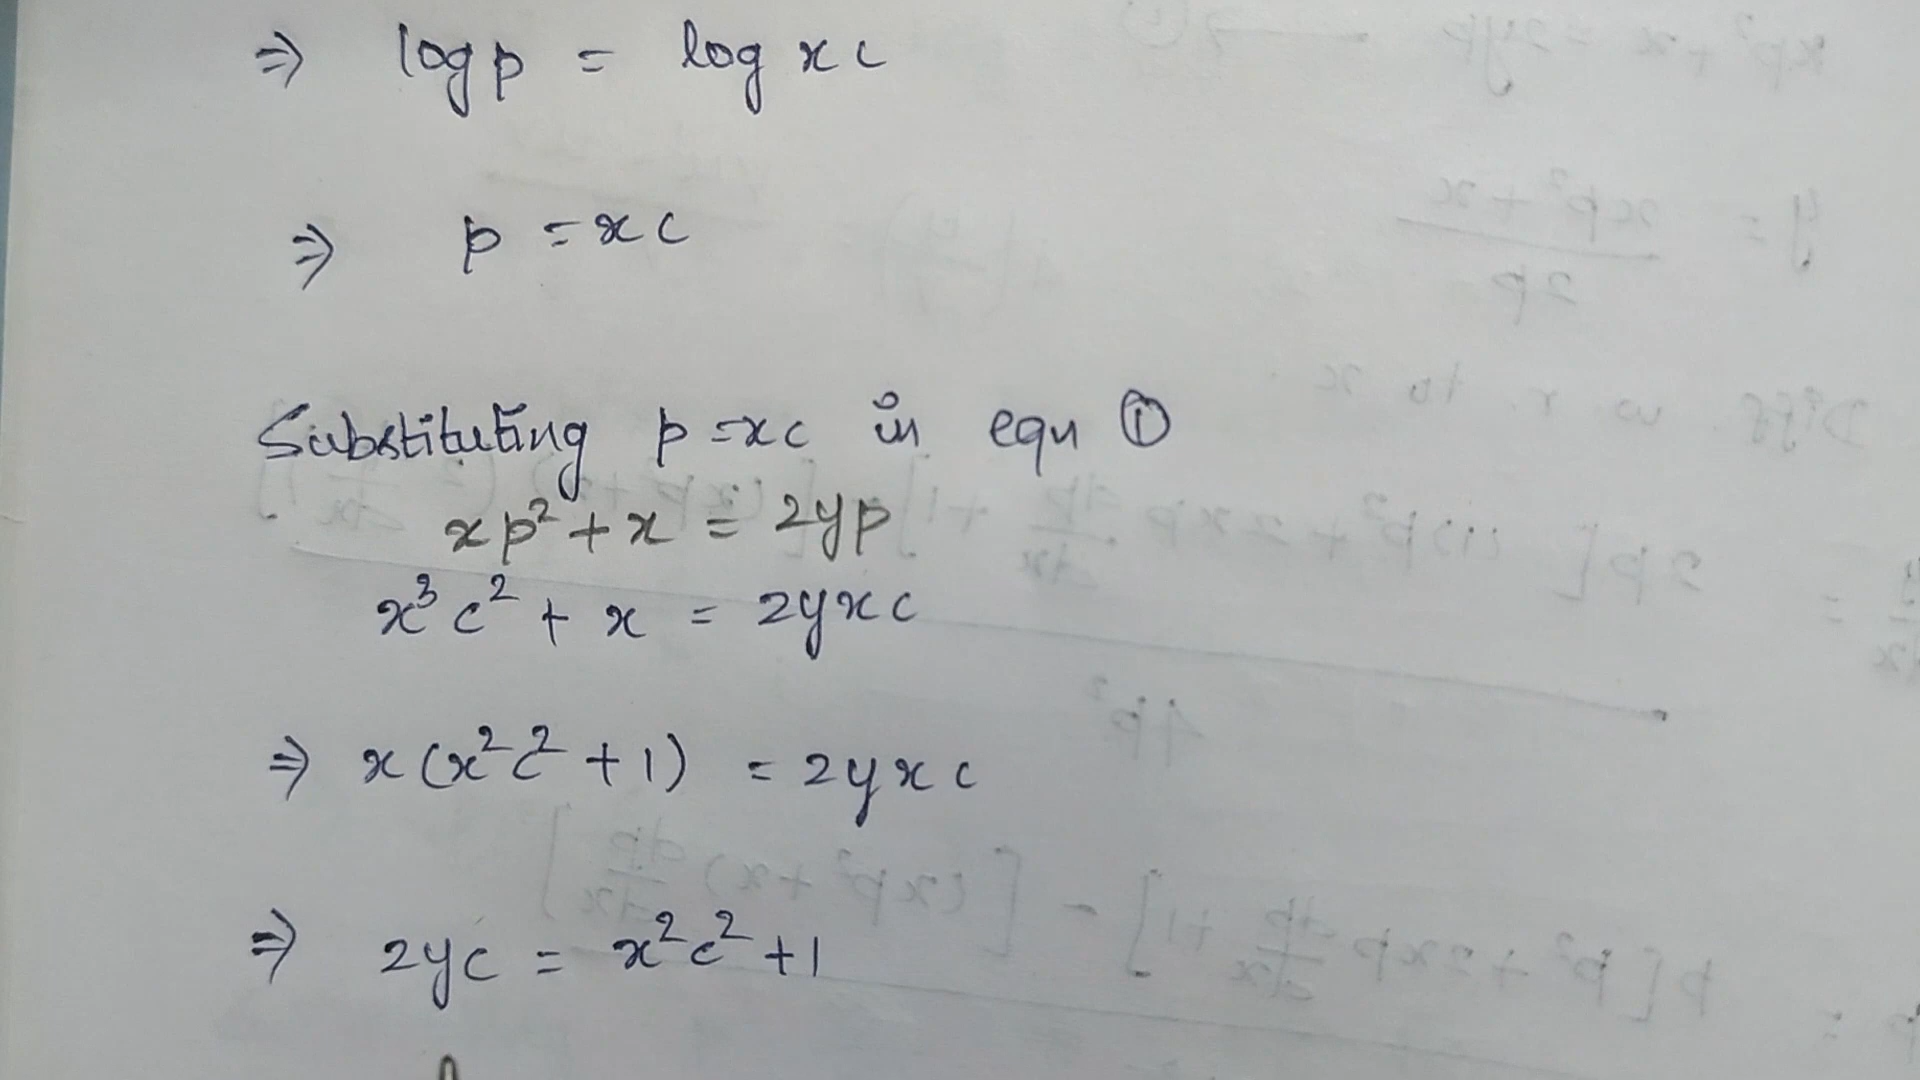 ⇒ log p = log xc
⇒ p = xc
Substituting p = xc in equ ①
xp² + x = 2yp
x³c² + x = 2yxc
⇒ x(x²c² + 1) = 2yxc
⇒ 2yc = x²c² + 1